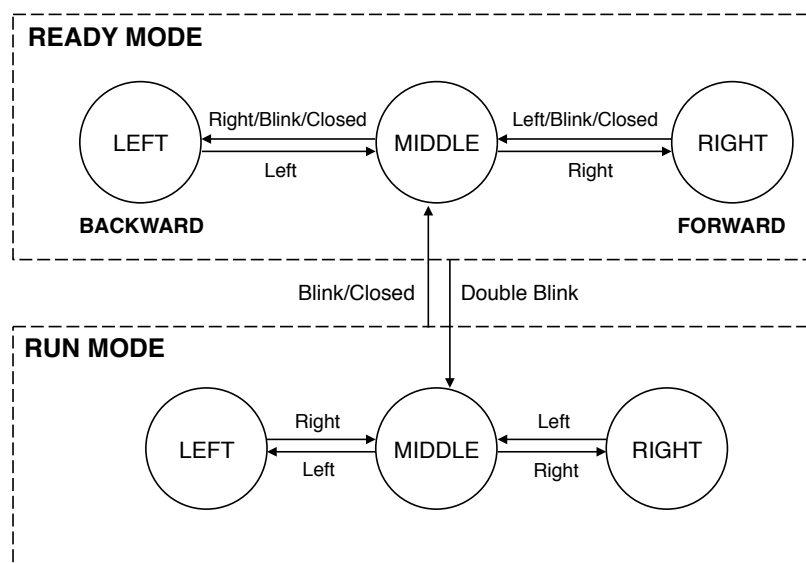 READY MODE
Right/Blink/Closed
Left/Blink/Closed
LEFT
MIDDLE
RIGHT
Left
Right
BACKWARD
FORWARD
Blink/Closed
Double Blink
RUN MODE
Right
Left
LEFT
MIDDLE
RIGHT
Left
Right